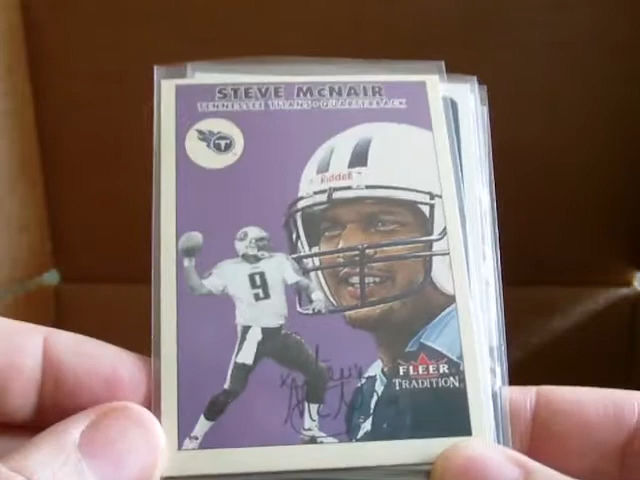 STEVE McNAIR
TENNESSEE TITANS • QUARTERBACK
T
Riddell
9
FLEER
TRADITION